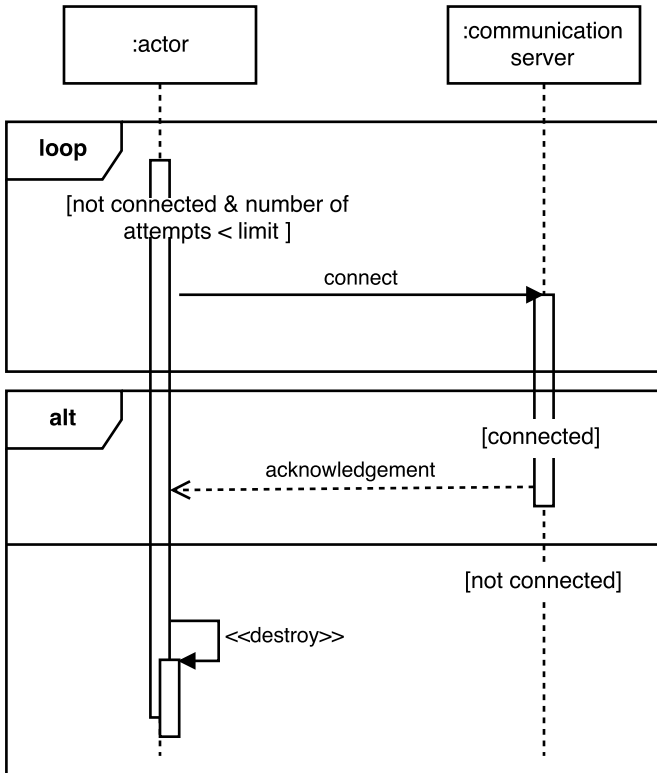 :actor
:communication
server
loop
[not connected & number of
attempts < limit ]
connect
alt
[connected]
acknowledgement
[not connected]
<<destroy>>